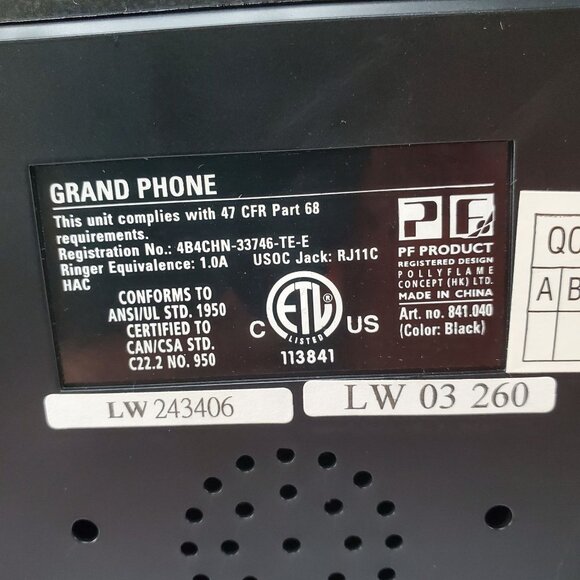 GRAND PHONE
This unit complies with 47 CFR Part 68
requirements.
Registration No.: 4B4CHN-33746-TE-E
Ringer Equivalence: 1.0A USOC Jack: RJ11C
HAC
CONFORMS TO
ANSI/UL STD. 1950
CERTIFIED TO
CAN/CSA STD.
C22.2 NO. 950
C ETL US
LISTED
113841
PF
PF PRODUCT
REGISTERED DESIGN
POLLYFLAME
CONCEPT (HK) LTD.
MADE IN CHINA
Art. no. 841.040
(Color: Black)
QC
A B
LW 243406
LW 03 260